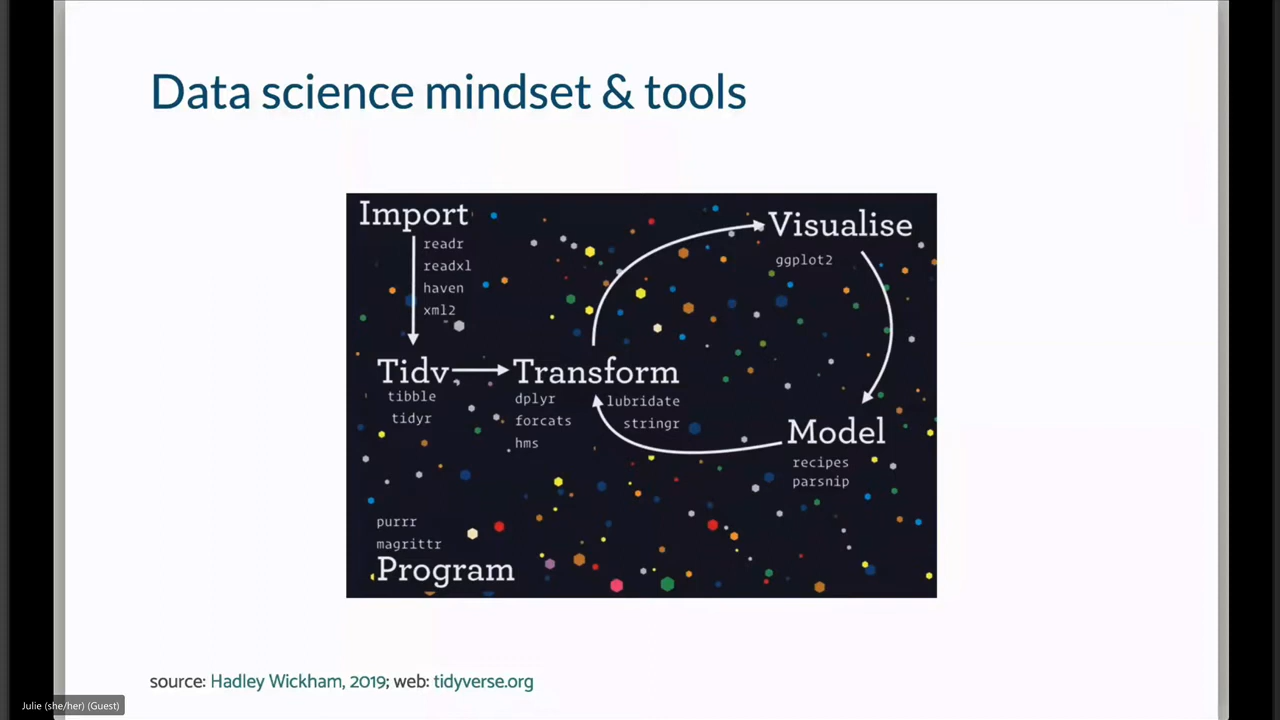 Data science mindset & tools
Import
readr
readxl
haven
xml2
Tidy
tibble
tidyr
Transform
dplyr
forcats
hms
lubridate
stringr
Visualise
ggplot2
Model
recipes
parsnip
purrr
magrittr
Program
source: Hadley Wickham, 2019; web: tidyverse.org
Julie (she/her) (Guest)